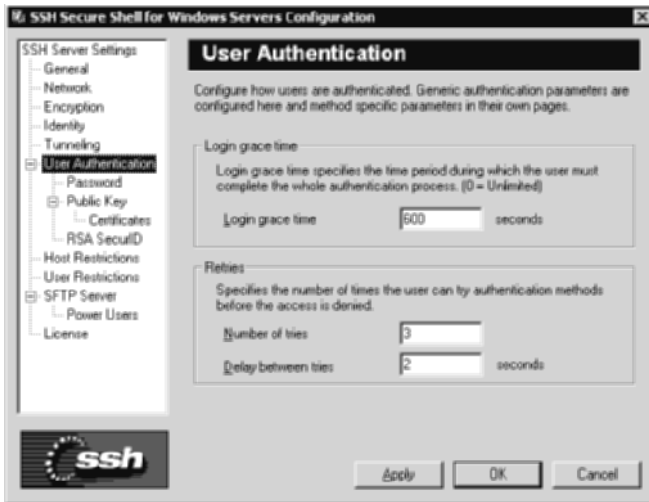 SSH Secure Shell for Windows Servers Configuration
SSH Server Settings
General
Network
Encryption
Identity
Tunneling
User Authentication
Password
Public Key
Certificates
RSA SecurID
Host Restrictions
User Restrictions
SFTP Server
Power Users
License
ssh
User Authentication
Configure how users are authenticated. Generic authentication parameters are
configured here and method specific parameters in their own pages.
Login grace time
Login grace time specifies the time period during which the user must
complete the whole authentication process. (0 = Unlimited)
Login grace time 600 seconds
Retries
Specifies the number of times the user can try authentication methods
before the access is denied.
Number of tries 3
Delay between tries 2 seconds
Apply OK Cancel